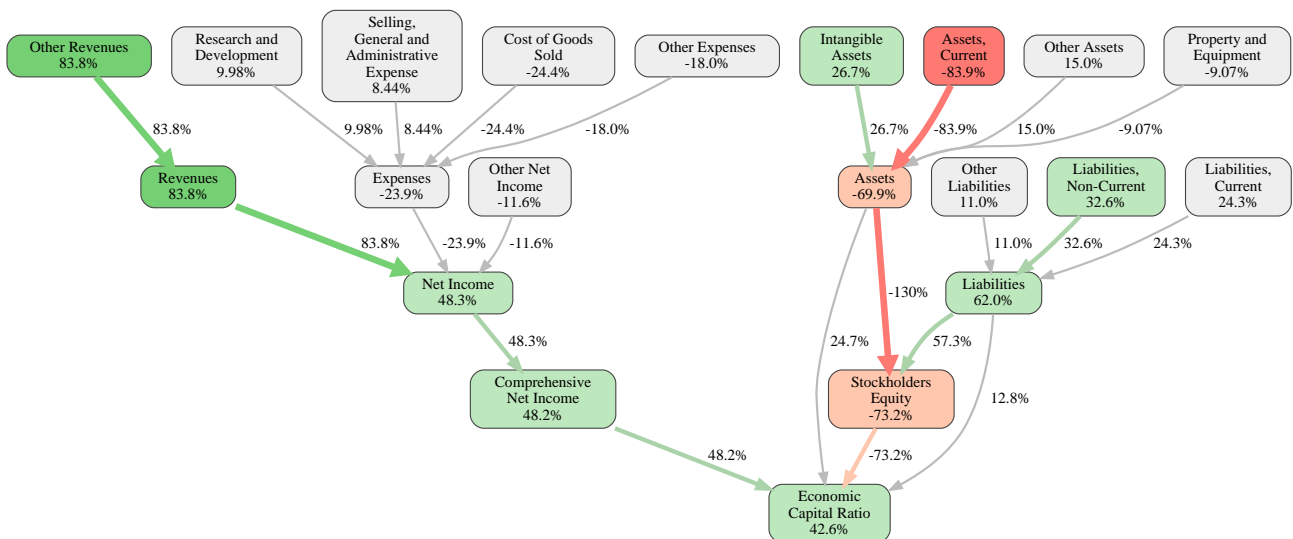 Other Revenues
83.8%
Research and
Development
9.98%
Selling,
General and
Administrative
Expense
8.44%
Cost of Goods
Sold
-24.4%
Other Expenses
-18.0%
Intangible
Assets
26.7%
Assets,
Current
-83.9%
Other Assets
15.0%
Property and
Equipment
-9.07%
83.8%
9.98%
8.44%
-24.4%
-18.0%
26.7%
-83.9%
15.0%
-9.07%
Revenues
83.8%
Expenses
-23.9%
Other Net
Income
-11.6%
Assets
-69.9%
Other
Liabilities
11.0%
Liabilities,
Non-Current
32.6%
Liabilities,
Current
24.3%
83.8%
-23.9%
-11.6%
11.0%
32.6%
24.3%
Net Income
48.3%
-130%
Liabilities
62.0%
48.3%
24.7%
57.3%
Comprehensive
Net Income
48.2%
Stockholders
Equity
-73.2%
12.8%
48.2%
-73.2%
Economic
Capital Ratio
42.6%